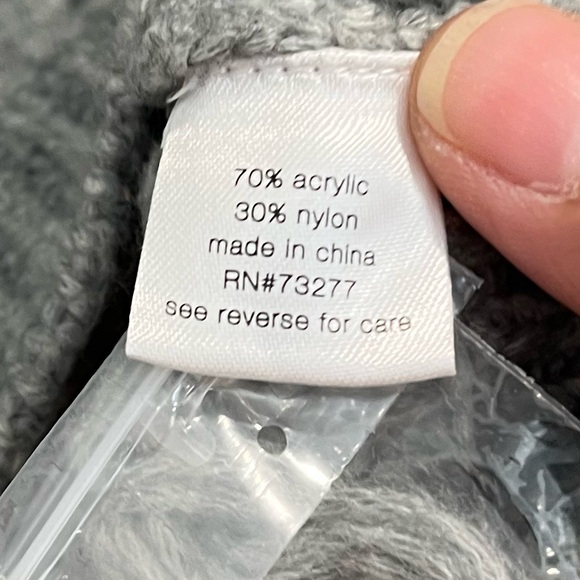 70% acrylic
30% nylon
made in china
RN#73277
see reverse for care